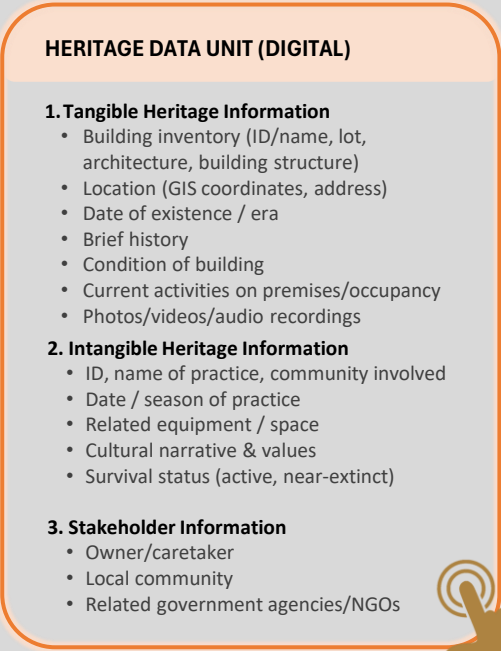 HERITAGE DATA UNIT (DIGITAL)
1. Tangible Heritage Information
• Building inventory (ID/name, lot,
architecture, building structure)
• Location (GIS coordinates, address)
• Date of existence / era
• Brief history
• Condition of building
• Current activities on premises/occupancy
• Photos/videos/audio recordings
2. Intangible Heritage Information
• ID, name of practice, community involved
• Date / season of practice
• Related equipment / space
• Cultural narrative & values
• Survival status (active, near-extinct)
3. Stakeholder Information
• Owner/caretaker
• Local community
• Related government agencies/NGOs